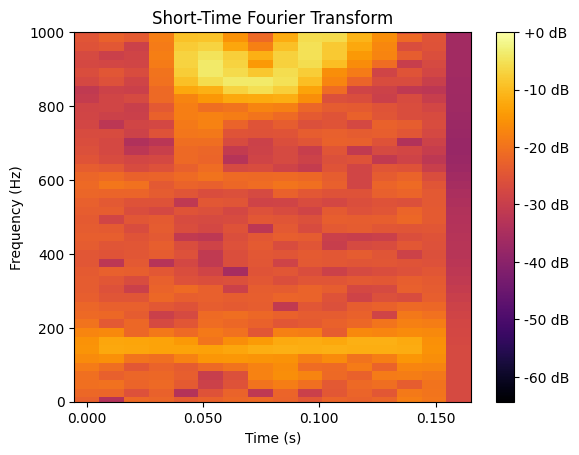 Short-Time Fourier Transform
Frequency (Hz)
1000
800
600
400
200
0
0.000
0.050
0.100
0.150
Time (s)
+0 dB
-10 dB
-20 dB
-30 dB
-40 dB
-50 dB
-60 dB